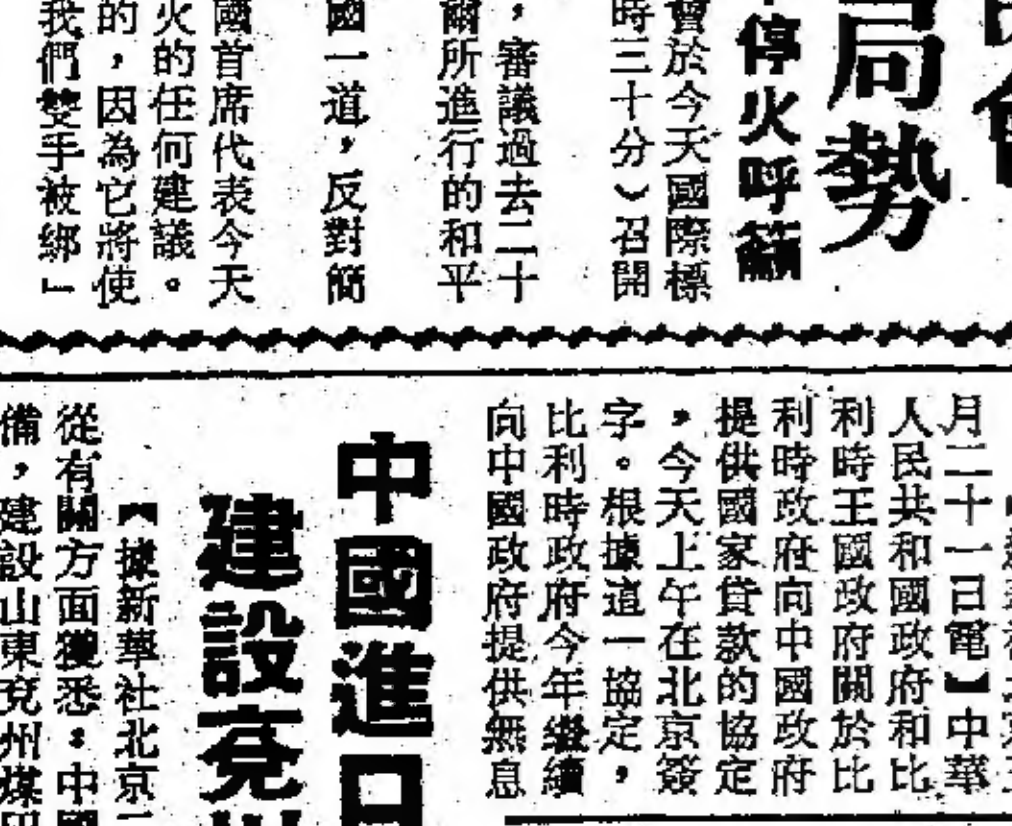 局勢
停火呼籲
會於今天國際標
時三十分）召開
，審議過去二十
爾所進行的和平
國一道，反對簡
國首席代表今天
火的任何建議。
的，因為它將使
我們雙手被綁」
月二十一日電】中華
人民共和國政府和比
利時王國政府關於比
利時政府向中國政府
提供國家貸款的協定
，今天上午在北京簽
字。根據這一協定，
比利時政府今年繼續
向中國政府提供無息
中國進口
建設兗
【據新華社北京
從有關方面獲悉：中國
備，建設山東兗州煤